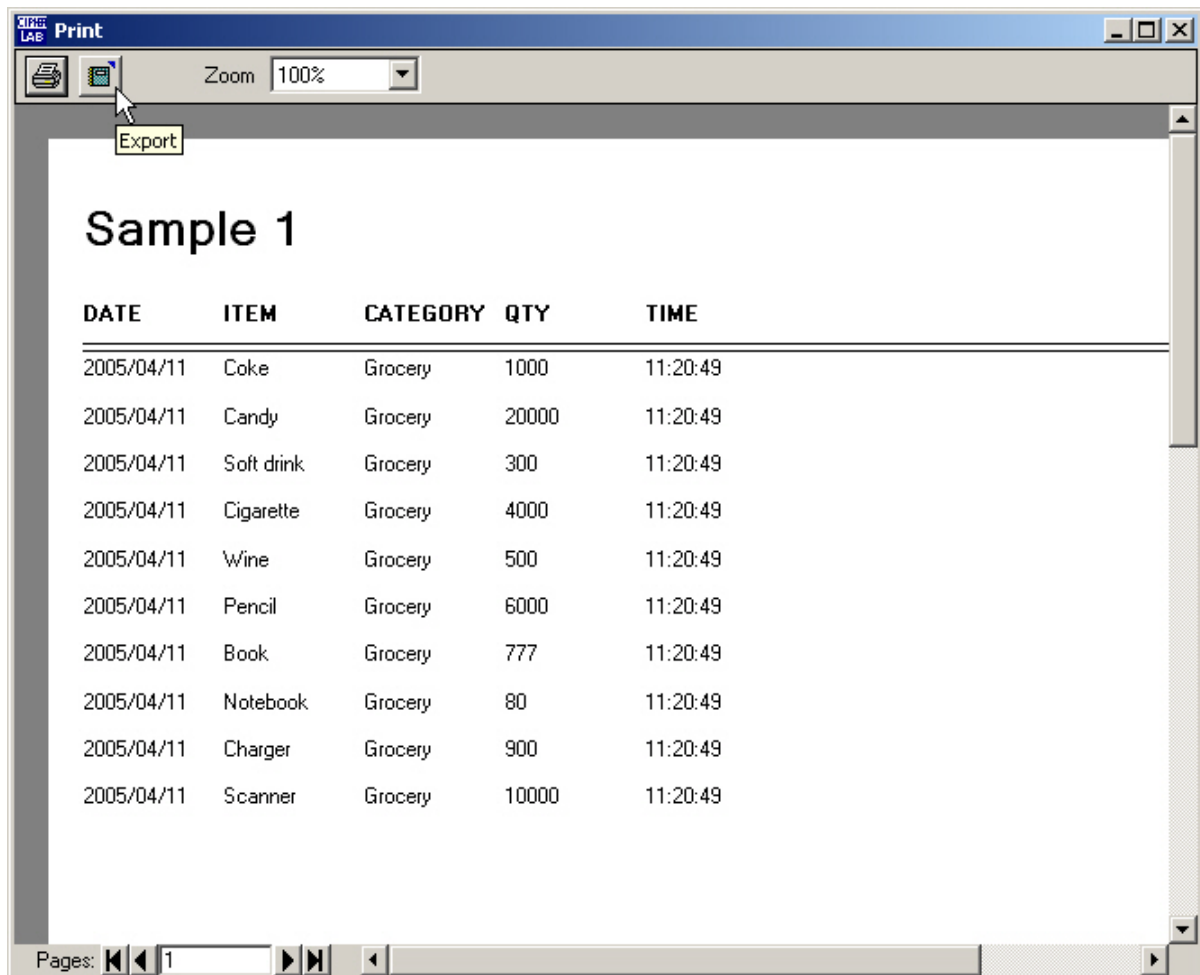 CIPHER
LAB Print
Zoom 100%
Export
Sample 1
DATE ITEM CATEGORY QTY TIME
2005/04/11 Coke Grocery 1000 11:20:49
2005/04/11 Candy Grocery 20000 11:20:49
2005/04/11 Soft drink Grocery 300 11:20:49
2005/04/11 Cigarette Grocery 4000 11:20:49
2005/04/11 Wine Grocery 500 11:20:49
2005/04/11 Pencil Grocery 6000 11:20:49
2005/04/11 Book Grocery 777 11:20:49
2005/04/11 Notebook Grocery 80 11:20:49
2005/04/11 Charger Grocery 900 11:20:49
2005/04/11 Scanner Grocery 10000 11:20:49
Pages: 1